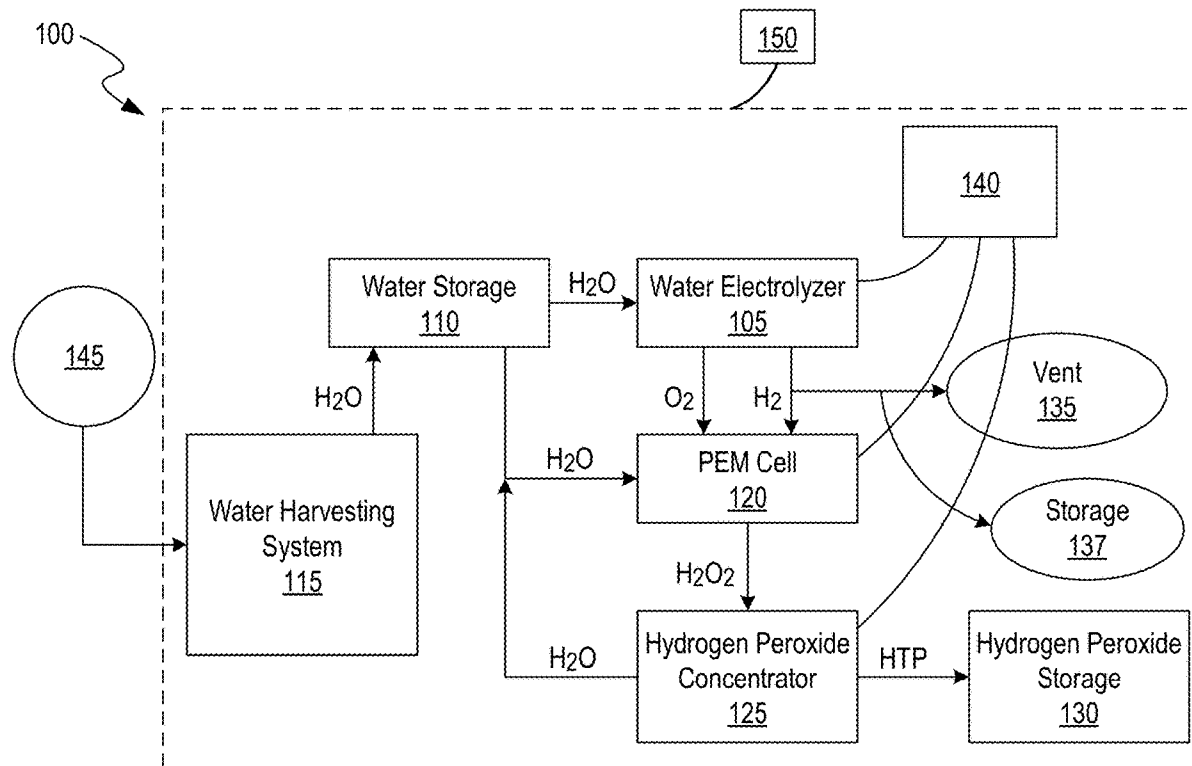 100
150
140
Water Storage
110
H2O
Water Electrolyzer
105
145
H2O
O2
H2
Vent
135
Water Harvesting
System
115
H2O
PEM Cell
120
Storage
137
H2O2
H2O
Hydrogen Peroxide
Concentrator
125
HTP
Hydrogen Peroxide
Storage
130